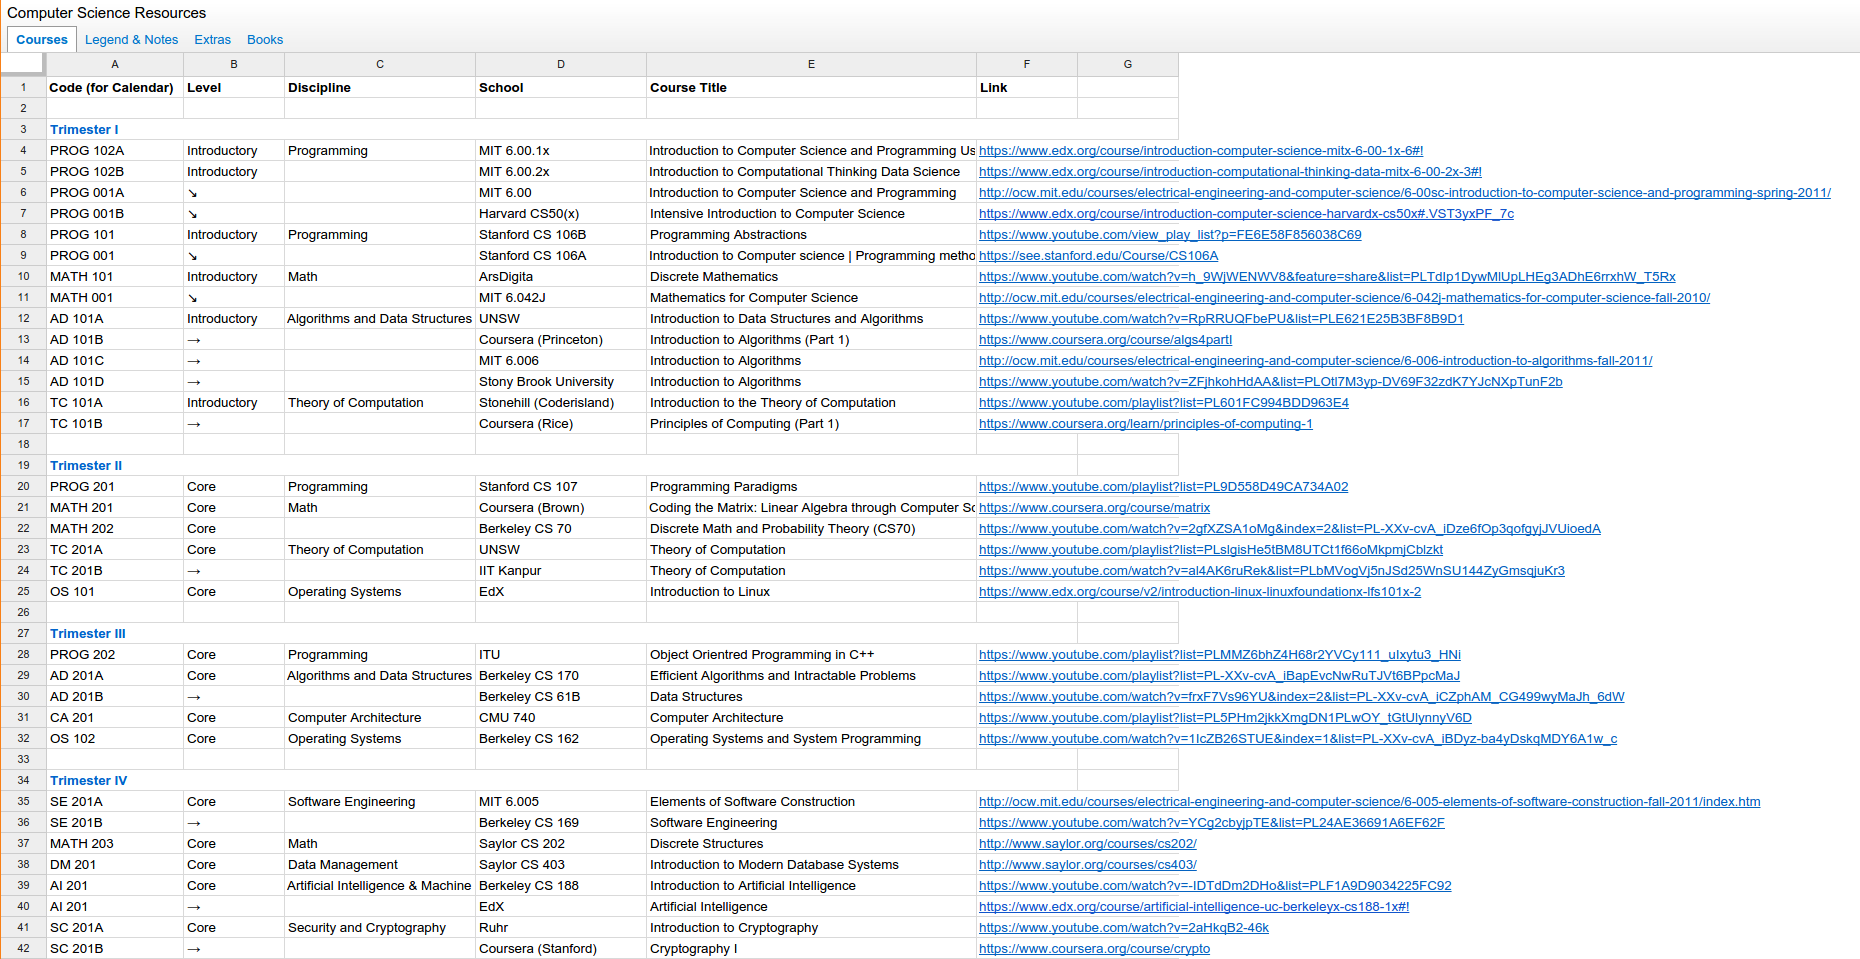 Computer Science Resources
Courses Legend & Notes Extras Books
A B C D E F G
1 Code (for Calendar) Level Discipline School Course Title Link
2
3 Trimester I
4 PROG 102A Introductory Programming MIT 6.00.1x Introduction to Computer Science and Programming Us https://www.edx.org/course/introduction-computer-science-mitx-6-00-1x-6#!
5 PROG 102B Introductory MIT 6.00.2x Introduction to Computational Thinking Data Science https://www.edx.org/course/introduction-computational-thinking-data-mitx-6-00-2x-3#!
6 PROG 001A ↘ MIT 6.00 Introduction to Computer Science and Programming http://ocw.mit.edu/courses/electrical-engineering-and-computer-science/6-00sc-introduction-to-computer-science-and-programming-spring-2011/
7 PROG 001B ↘ Harvard CS50(x) Intensive Introduction to Computer Science https://www.edx.org/course/introduction-computer-science-harvardx-cs50x#.VST3yxPF_7c
8 PROG 101 Introductory Programming Stanford CS 106B Programming Abstractions https://www.youtube.com/view_play_list?p=FE6E58F856038C69
9 PROG 001 ↘ Stanford CS 106A Introduction to Computer science | Programming metho https://see.stanford.edu/Course/CS106A
10 MATH 101 Introductory Math ArsDigita Discrete Mathematics https://www.youtube.com/watch?v=h_9WjWENWV8&feature=share&list=PLTdIp1DywMlUpLHEg3ADhE6rrxhW_T5Rx
11 MATH 001 ↘ MIT 6.042J Mathematics for Computer Science http://ocw.mit.edu/courses/electrical-engineering-and-computer-science/6-042j-mathematics-for-computer-science-fall-2010/
12 AD 101A Introductory Algorithms and Data Structures UNSW Introduction to Data Structures and Algorithms https://www.youtube.com/watch?v=RpRRUQFbePU&list=PLE621E25B3BF8B9D1
13 AD 101B → Coursera (Princeton) Introduction to Algorithms (Part 1) https://www.coursera.org/course/algs4partI
14 AD 101C → MIT 6.006 Introduction to Algorithms http://ocw.mit.edu/courses/electrical-engineering-and-computer-science/6-006-introduction-to-algorithms-fall-2011/
15 AD 101D → Stony Brook University Introduction to Algorithms https://www.youtube.com/watch?v=ZFjhkohHdAA&list=PLOtl7M3yp-DV69F32zdK7YJcNXpTunF2b
16 TC 101A Introductory Theory of Computation Stonehill (Coderisland) Introduction to the Theory of Computation https://www.youtube.com/playlist?list=PL601FC994BDD963E4
17 TC 101B → Coursera (Rice) Principles of Computing (Part 1) https://www.coursera.org/learn/principles-of-computing-1
18
19 Trimester II
20 PROG 201 Core Programming Stanford CS 107 Programming Paradigms https://www.youtube.com/playlist?list=PL9D558D49CA734A02
21 MATH 201 Core Math Coursera (Brown) Coding the Matrix: Linear Algebra through Computer Sc https://www.coursera.org/course/matrix
22 MATH 202 Core Berkeley CS 70 Discrete Math and Probability Theory (CS70) https://www.youtube.com/watch?v=2gfXZSA1oMg&index=2&list=PL-XXv-cvA_iDze6fOp3qofgyjJVUioedA
23 TC 201A Core Theory of Computation UNSW Theory of Computation https://www.youtube.com/playlist?list=PLslgisHe5tBM8UTCt1f66oMkpmjCblzkt
24 TC 201B → IIT Kanpur Theory of Computation https://www.youtube.com/watch?v=al4AK6ruRek&list=PLbMVogVj5nJSd25WnSU144ZyGmsqjuKr3
25 OS 101 Core Operating Systems EdX Introduction to Linux https://www.edx.org/course/v2/introduction-linux-linuxfoundationx-lfs101x-2
26
27 Trimester III
28 PROG 202 Core Programming ITU Object Orientred Programming in C++ https://www.youtube.com/playlist?list=PLMMZ6bhZ4H68r2YVCy111_uIxytu3_HNi
29 AD 201A Core Algorithms and Data Structures Berkeley CS 170 Efficient Algorithms and Intractable Problems https://www.youtube.com/playlist?list=PL-XXv-cvA_iBapEvcNwRuTJVt6BPpcMaJ
30 AD 201B → Berkeley CS 61B Data Structures https://www.youtube.com/watch?v=frxF7Vs96YU&index=2&list=PL-XXv-cvA_iCZphAM_CG499wyMaJh_6dW
31 CA 201 Core Computer Architecture CMU 740 Computer Architecture https://www.youtube.com/playlist?list=PL5PHm2jkkXmgDN1PLwOY_tGtUlynnyV6D
32 OS 102 Core Operating Systems Berkeley CS 162 Operating Systems and System Programming https://www.youtube.com/watch?v=1IcZB26STUE&index=1&list=PL-XXv-cvA_iBDyz-ba4yDskqMDY6A1w_c
33
34 Trimester IV
35 SE 201A Core Software Engineering MIT 6.005 Elements of Software Construction http://ocw.mit.edu/courses/electrical-engineering-and-computer-science/6-005-elements-of-software-construction-fall-2011/index.htm
36 SE 201B → Berkeley CS 169 Software Engineering https://www.youtube.com/watch?v=YCg2cbyjpTE&list=PL24AE36691A6EF62F
37 MATH 203 Core Math Saylor CS 202 Discrete Structures http://www.saylor.org/courses/cs202/
38 DM 201 Core Data Management Saylor CS 403 Introduction to Modern Database Systems http://www.saylor.org/courses/cs403/
39 AI 201 Core Artificial Intelligence & Machine Berkeley CS 188 Introduction to Artificial Intelligence https://www.youtube.com/watch?v=-IDTdDm2DHo&list=PLF1A9D9034225FC92
40 AI 201 → EdX Artificial Intelligence https://www.edx.org/course/artificial-intelligence-uc-berkeleyx-cs188-1x#!
41 SC 201A Core Security and Cryptography Ruhr Introduction to Cryptography https://www.youtube.com/watch?v=2aHkqB2-46k
42 SC 201B → Coursera (Stanford) Cryptography I https://www.coursera.org/course/crypto